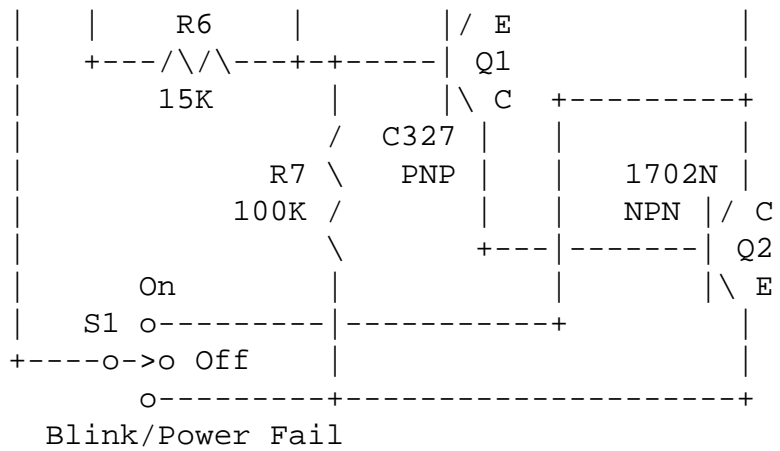 |   |    R6      |        |/ E            |
|   +---/\/\---+-+-----|  Q1            |
|       15K      |     |\ C  +---------+
|                /   C327 |   |         |
|             R7 \    PNP |   |   1702N |
|           100K /        |   |   NPN |/ C
|                \        +---|-------|  Q2
|      On        |            |       |\ E
|   S1 o---------|-----------+         |
+----o->o Off    |                      |
       o---------+----------------------+
  Blink/Power Fail